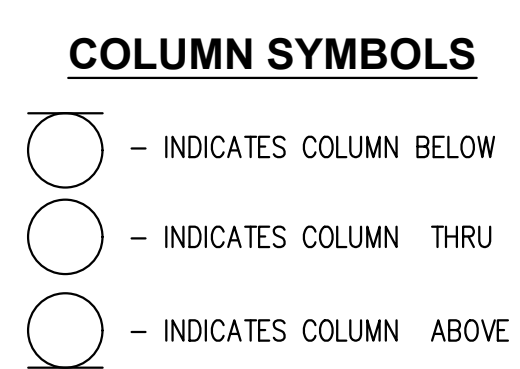 COLUMN SYMBOLS
- INDICATES COLUMN BELOW
- INDICATES COLUMN THRU
- INDICATES COLUMN ABOVE